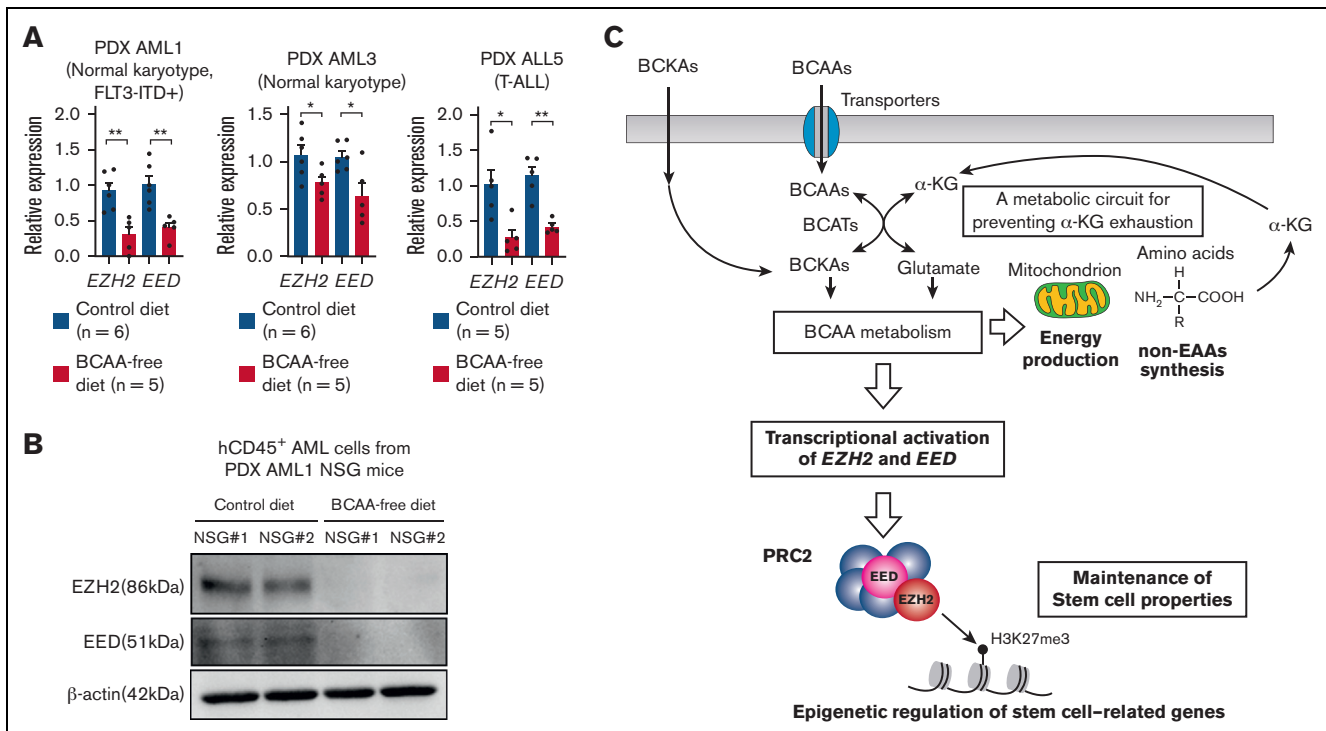 A
PDX AML1
(Normal karyotype,
FLT3-ITD+)
Relative expression
2.0
1.5
1.0
0.5
0.0
**
**
EZH2 EED
Control diet
(n = 6)
BCAA-free
diet (n = 5)
PDX AML3
(Normal karyotype)
Relative expression
1.5
1.0
0.5
0.0
*
*
EZH2 EED
Control diet
(n = 6)
BCAA-free
diet (n = 5)
PDX ALL5
(T-ALL)
Relative expression
2.0
1.5
1.0
0.5
0.0
*
**
EZH2 EED
Control diet
(n = 5)
BCAA-free
diet (n = 5)
B
hCD45+ AML cells from
PDX AML1 NSG mice
Control diet BCAA-free diet
NSG#1 NSG#2 NSG#1 NSG#2
EZH2(86kDa)
EED(51kDa)
β-actin(42kDa)
C
BCKAs
BCAAs
Transporters
BCAAs
α-KG
BCATs
BCKAs
Glutamate
A metabolic circuit for
preventing α-KG exhaustion
α-KG
Amino acids
Mitochondrion
H
NH2–C–COOH
R
BCAA metabolism
Energy
production
non-EAAs
synthesis
Transcriptional activation
of EZH2 and EED
PRC2
EED
EZH2
Maintenance of
Stem cell properties
H3K27me3
Epigenetic regulation of stem cell–related genes